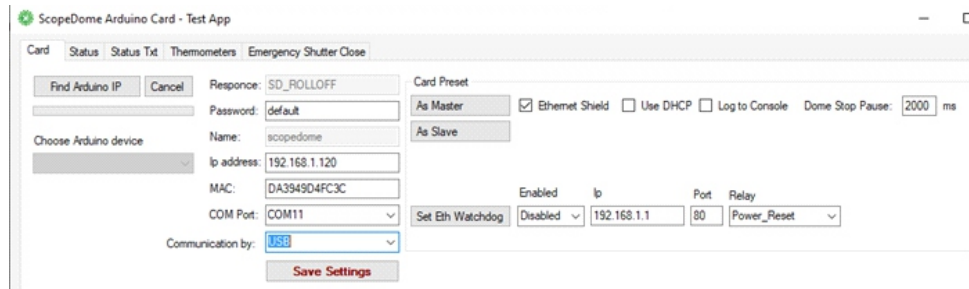 ScopeDome Arduino Card - Test App
Card Status Status Txt Thermometers Emergency Shutter Close
Find Arduino IP Cancel Responce: SD_ROLLOFF
Password: default
Choose Arduino device Name: scopedome
Ip address: 192.168.1.120
MAC: DA3949D4FC3C
COM Port: COM11
Communication by: USB
Save Settings
Card Preset
As Master Ethernet Shield Use DHCP Log to Console Dome Stop Pause: 2000 ms
As Slave
Enabled Ip Port Relay
Set Eth Watchdog Disabled 192.168.1.1 80 Power_Reset